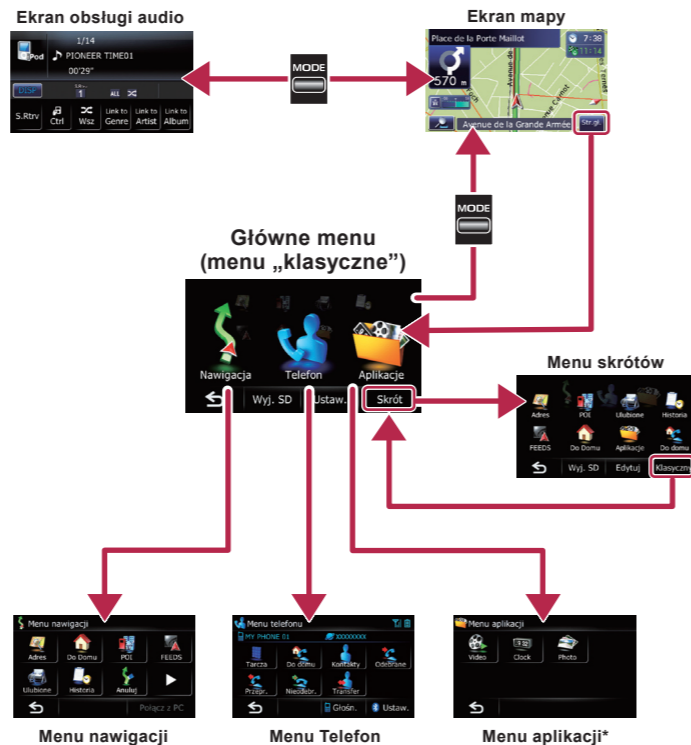 Ekran obsługi audio
Ekran mapy
1/14
Pod
PIONEER TIME01
00'29"
DISP
1
ALL
S.Rtrv
Ctrl
Wsz
Link to Genre
Link to Artist
Link to Album
MODE
Place de la Porte Maillot
7:38
11:14
570 m
Avenue de la Grande Armée
Str.gł.
MODE
Główne menu
(menu „klasyczne”)
Nawigacja
Telefon
Aplikacje
Wyj. SD
Ustaw.
Skrót
Menu skrótów
Adres
POI
Ulubione
Historia
FEEDS
Do Domu
Aplikacje
Do domu
Wyj. SD
Edytuj
Klasyczny
Menu nawigacji
Adres
Do Domu
POI
FEEDS
Ulubione
Historia
Anuluj
Połącz z PC
Menu telefonu
MY PHONE 01
XXXXXXXX
Tarcza
Do domu
Kontakty
Odebrane
Przepr.
Nieodebr.
Transfer
Głośn.
Ustaw.
Menu aplikacji
Video
Clock
Photo
Menu nawigacji
Menu Telefon
Menu aplikacji*